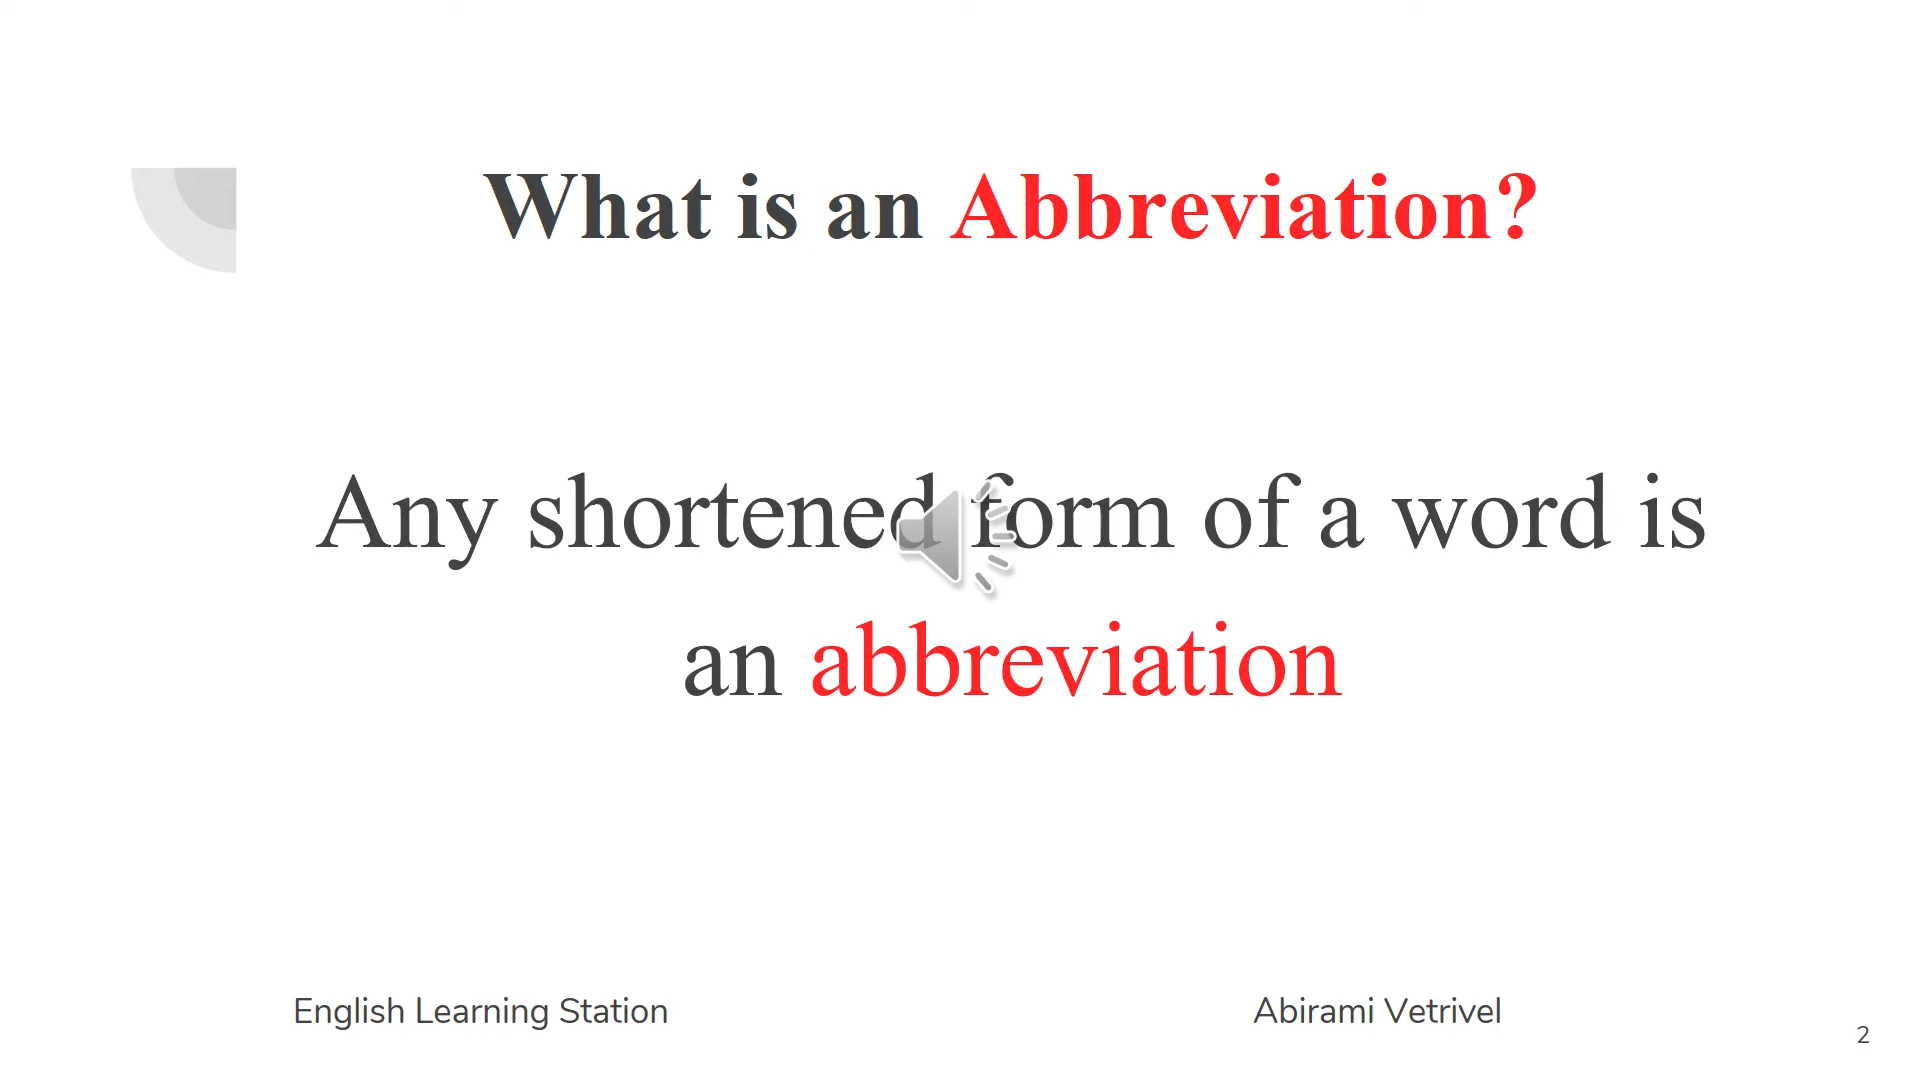 What is an Abbreviation?
Any shortened form of a word is
an abbreviation
English Learning Station
Abirami Vetrivel
2